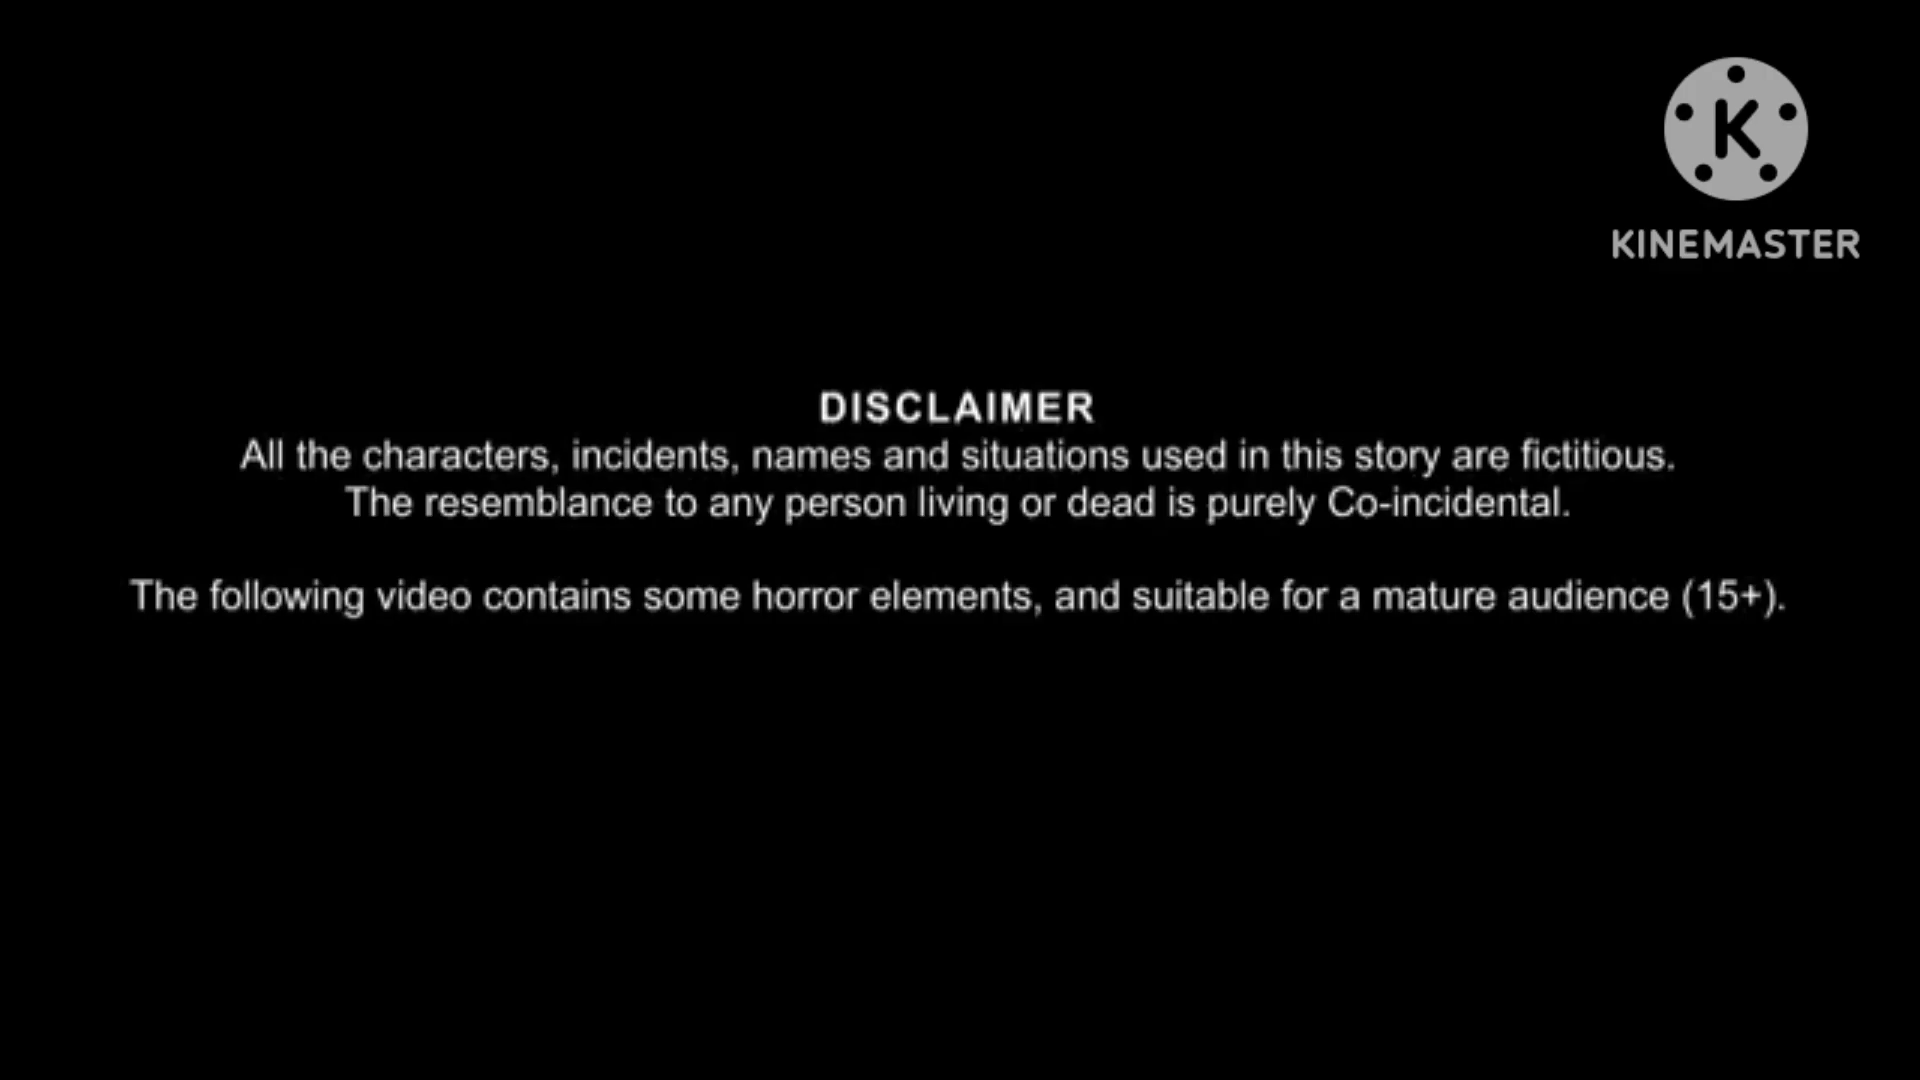 K
KINEMASTER
DISCLAIMER
All the characters, incidents, names and situations used in this story are fictitious.
The resemblance to any person living or dead is purely Co-incidental.
The following video contains some horror elements, and suitable for a mature audience (15+).